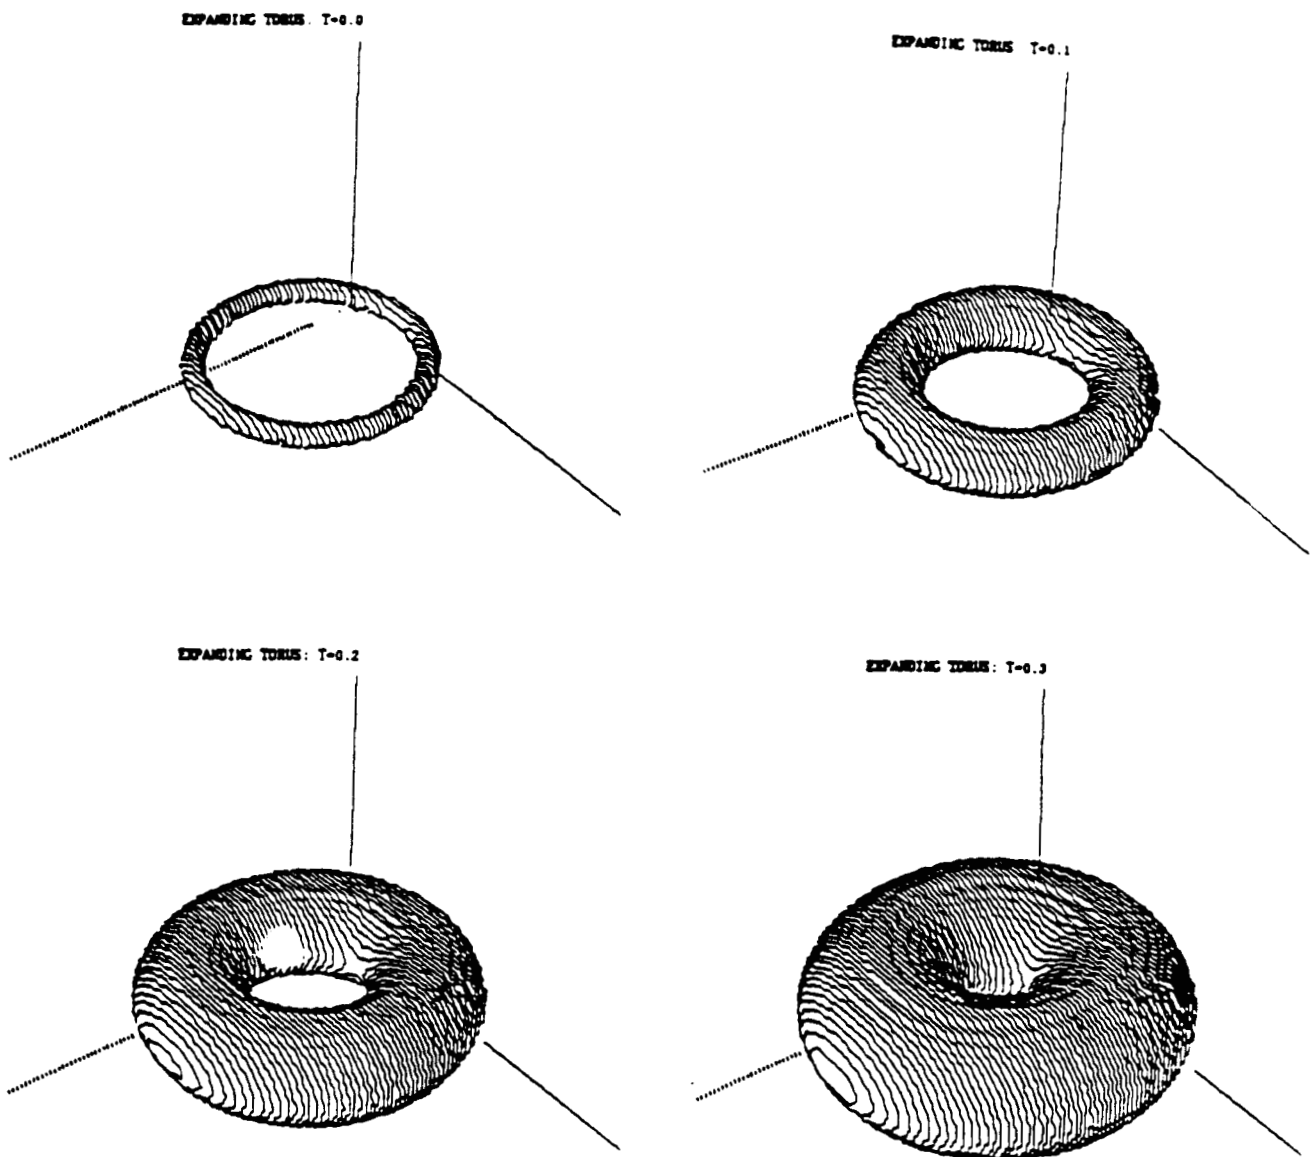 EXPANDING TORUS. T=0.0
EXPANDING TORUS T=0.1
EXPANDING TORUS: T=0.2
EXPANDING TORUS: T=0.3